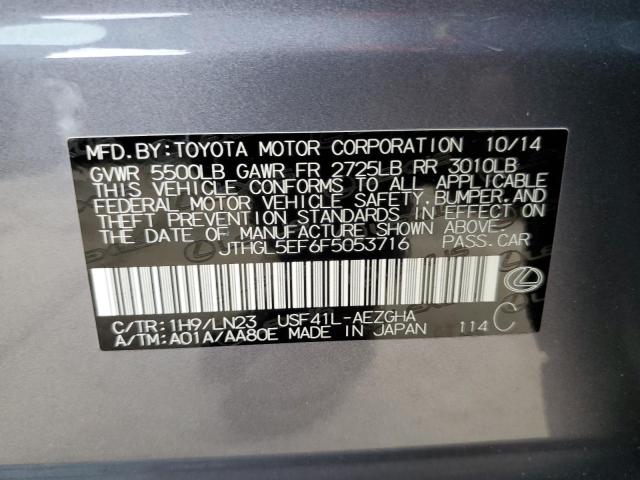 MFD. BY: TOYOTA MOTOR CORPORATION 10/14
GVWR 5500LB GAWR FR 2725LB RR 3010LB
THIS VEHICLE CONFORMS TO ALL APPLICABLE
FEDERAL MOTOR VEHICLE SAFETY, BUMPER, AND
THEFT PREVENTION STANDARDS IN EFFECT ON
THE DATE OF MANUFACTURE SHOWN ABOVE.
JTHGL5EF6F5053716 PASS. CAR
C/TR: 1H9/LN23 USF41L-AEZGHA
A/TM: A01A/AA80E MADE IN JAPAN 114 C